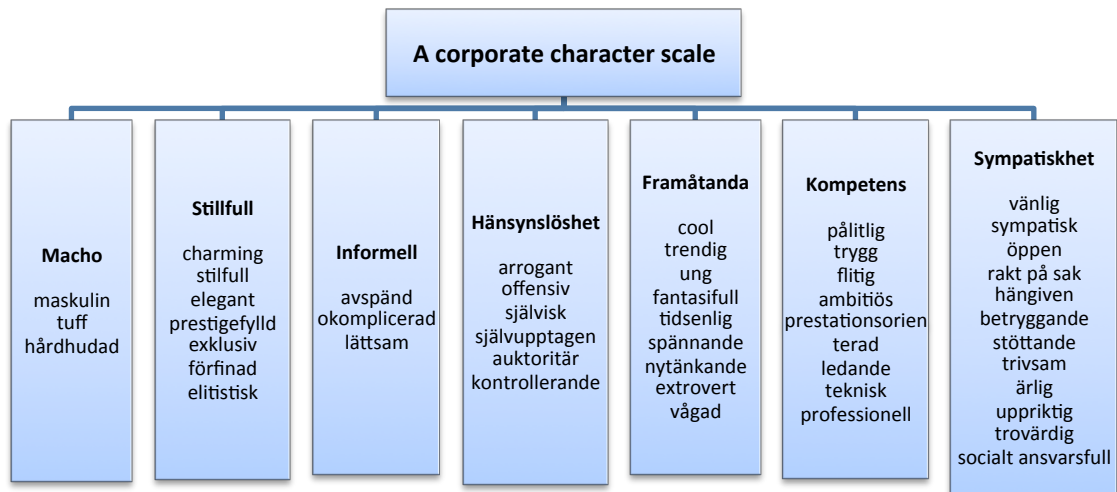 A corporate character scale
Macho
maskulin
tuff
hårdhudad
Stillfull
charming
stilfull
elegant
prestigefylld
exklusiv
förfinad
elitistisk
Informell
avspänd
okomplicerad
lättsam
Hänsynslöshet
arrogant
offensiv
självisk
självupptagen
auktoritär
kontrollerande
Framåtanda
cool
trendig
ung
fantasifull
tidsenlig
spännande
nytänkande
extrovert
vågad
Kompetens
pålitlig
trygg
flitig
ambitiös
prestationsorien
terad
ledande
teknisk
professionell
Sympatiskhet
vänlig
sympatisk
öppen
rakt på sak
hängiven
betryggande
stöttande
trivsam
ärlig
uppriktig
trovärdig
socialt ansvarsfull